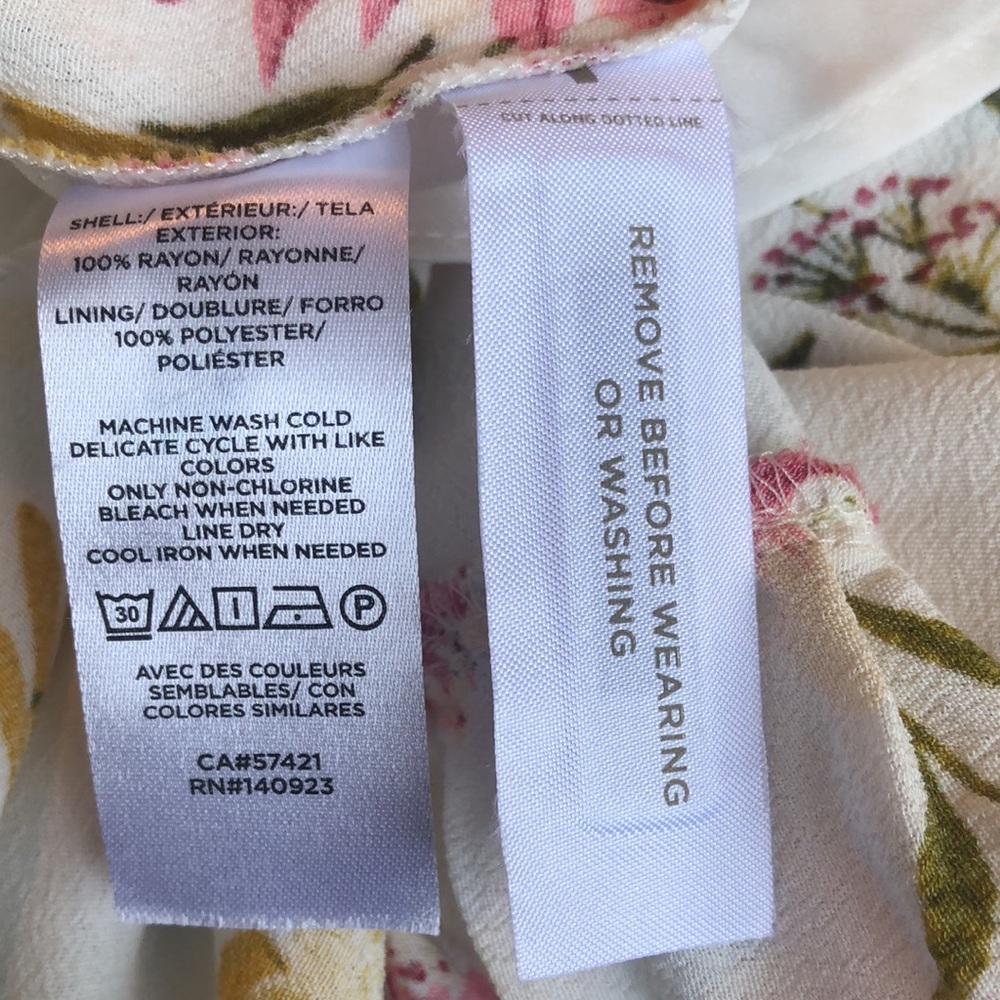 SHELL:/ EXTÉRIEUR:/ TELA
EXTERIOR:
100% RAYON/ RAYONNE/
RAYÓN
LINING/ DOUBLURE/ FORRO
100% POLYESTER/
POLIÉSTER
MACHINE WASH COLD
DELICATE CYCLE WITH LIKE
COLORS
ONLY NON-CHLORINE
BLEACH WHEN NEEDED
LINE DRY
COOL IRON WHEN NEEDED
30 P
AVEC DES COULEURS
SEMBLABLES/ CON
COLORES SIMILARES
CA#57421
RN#140923
CUT ALONG DOTTED LINE
REMOVE BEFORE WEARING
OR WASHING